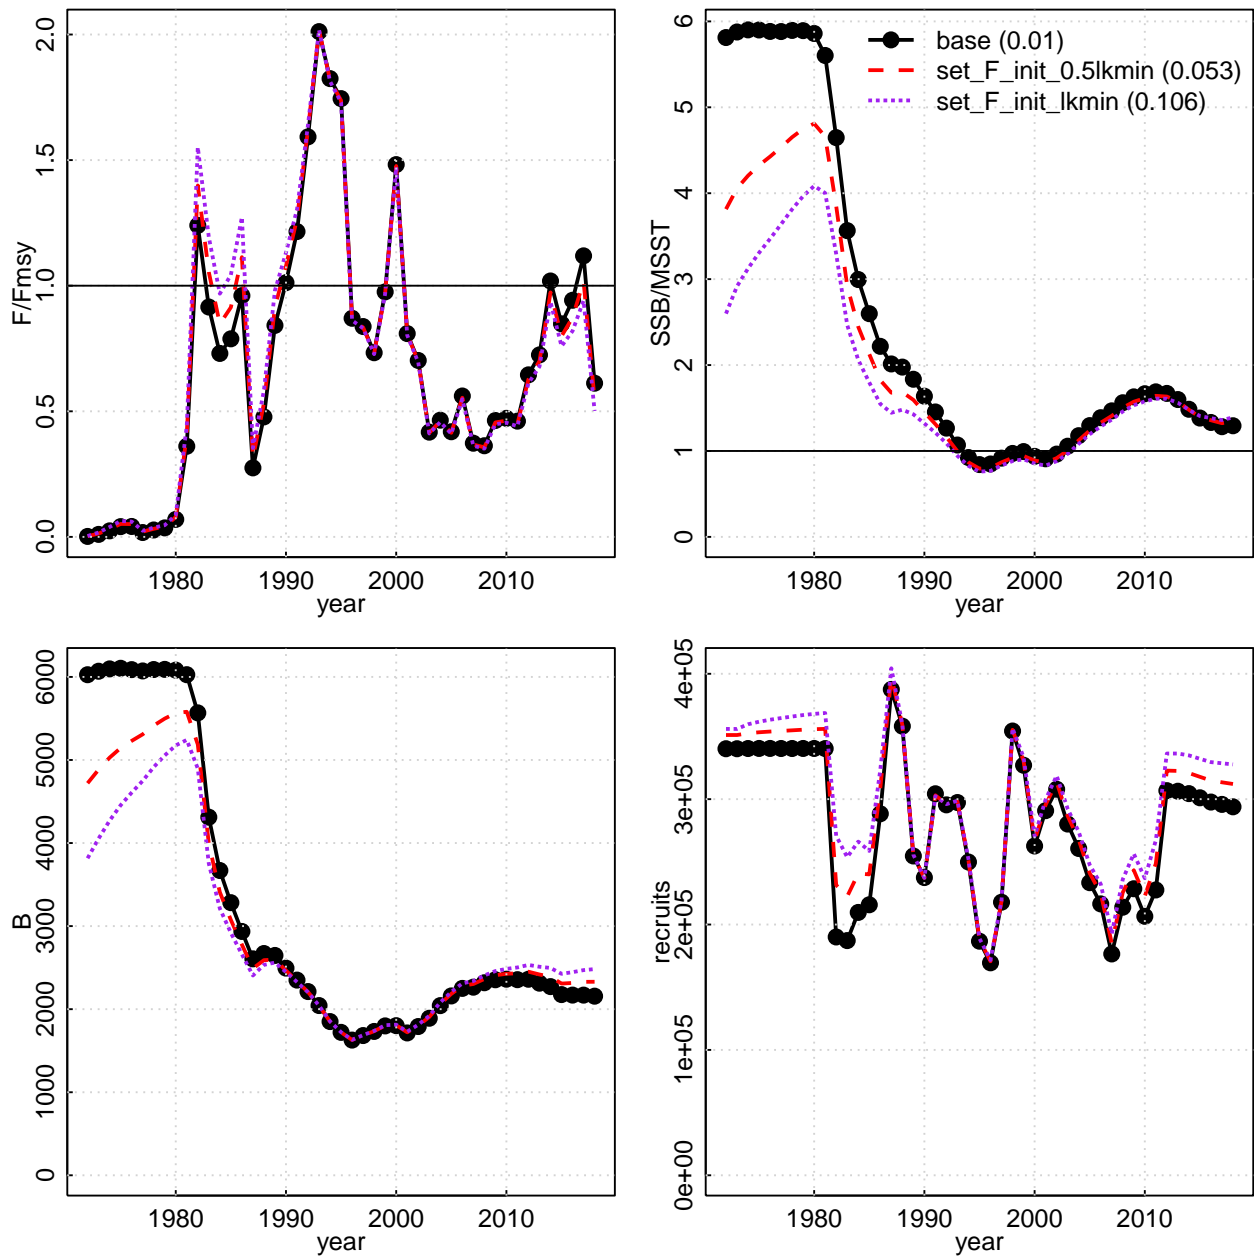 2.0
1.5
1.0
0.5
0.0
F/Fmsy
1980 1990 2000 2010
year
6
5
4
3
2
1
0
SSB/MSST
base (0.01)
set_F_init_0.5lkmin (0.053)
set_F_init_lkmin (0.106)
1980 1990 2000 2010
year
6000
5000
4000
3000
2000
1000
0
B
1980 1990 2000 2010
year
4e+05
3e+05
2e+05
1e+05
0e+00
recruits
1980 1990 2000 2010
year